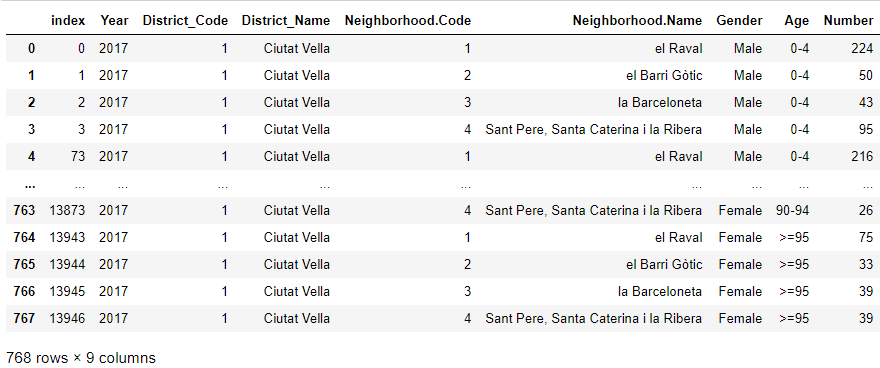 index Year District_Code District_Name Neighborhood.Code Neighborhood.Name Gender Age Number
0 0 2017 1 Ciutat Vella 1 el Raval Male 0-4 224
1 1 2017 1 Ciutat Vella 2 el Barri Gòtic Male 0-4 50
2 2 2017 1 Ciutat Vella 3 la Barceloneta Male 0-4 43
3 3 2017 1 Ciutat Vella 4 Sant Pere, Santa Caterina i la Ribera Male 0-4 95
4 73 2017 1 Ciutat Vella 1 el Raval Male 0-4 216
... ... ... ... ... ... ... ... ... ...
763 13873 2017 1 Ciutat Vella 4 Sant Pere, Santa Caterina i la Ribera Female 90-94 26
764 13943 2017 1 Ciutat Vella 1 el Raval Female >=95 75
765 13944 2017 1 Ciutat Vella 2 el Barri Gòtic Female >=95 33
766 13945 2017 1 Ciutat Vella 3 la Barceloneta Female >=95 39
767 13946 2017 1 Ciutat Vella 4 Sant Pere, Santa Caterina i la Ribera Female >=95 39
768 rows × 9 columns